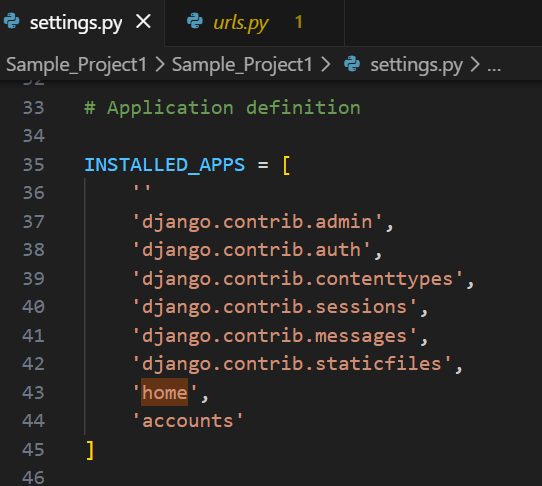 settings.py X urls.py 1
Sample_Project1 > Sample_Project1 > settings.py > ...
32
33 # Application definition
34
35 INSTALLED_APPS = [
36 ''
37 'django.contrib.admin',
38 'django.contrib.auth',
39 'django.contrib.contenttypes',
40 'django.contrib.sessions',
41 'django.contrib.messages',
42 'django.contrib.staticfiles',
43 'home',
44 'accounts'
45 ]
46